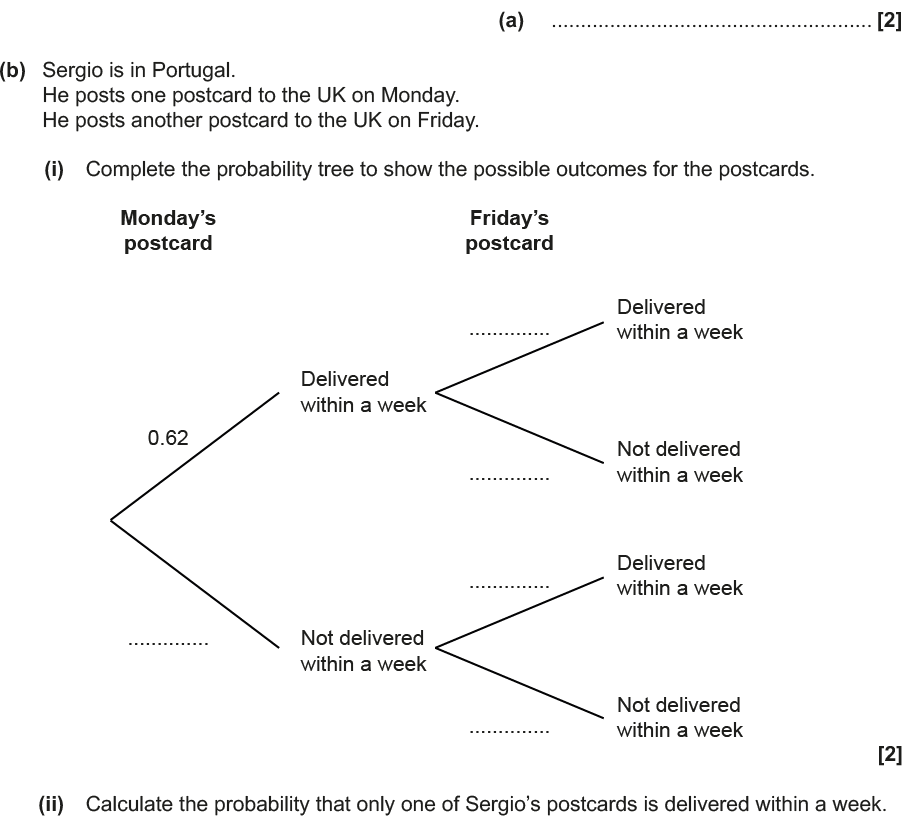 (a) ........................................................ [2]
(b) Sergio is in Portugal.
He posts one postcard to the UK on Monday.
He posts another postcard to the UK on Friday.
(i) Complete the probability tree to show the possible outcomes for the postcards.
Monday's
postcard
Friday's
postcard
Delivered
within a week
..............
Delivered
within a week
0.62
Not delivered
within a week
..............
Delivered
within a week
..............
Not delivered
within a week
..............
Not delivered
within a week
..............
[2]
(ii) Calculate the probability that only one of Sergio's postcards is delivered within a week.